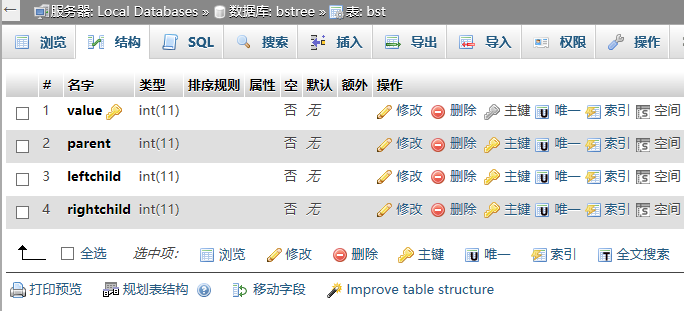 服务器: Local Databases » 数据库: bstree » 表: bst
浏览 结构 SQL 搜索 插入 导出 导入 权限 操作
# 名字 类型 排序规则 属性 空 默认 额外 操作
1 value int(11) 否 无 修改 删除 主键 唯一 索引 空间
2 parent int(11) 否 无 修改 删除 主键 唯一 索引 空间
3 leftchild int(11) 否 无 修改 删除 主键 唯一 索引 空间
4 rightchild int(11) 否 无 修改 删除 主键 唯一 索引 空间
全选 选中项: 浏览 修改 删除 主键 唯一 索引 全文搜索
打印预览 规划表结构 移动字段 Improve table structure